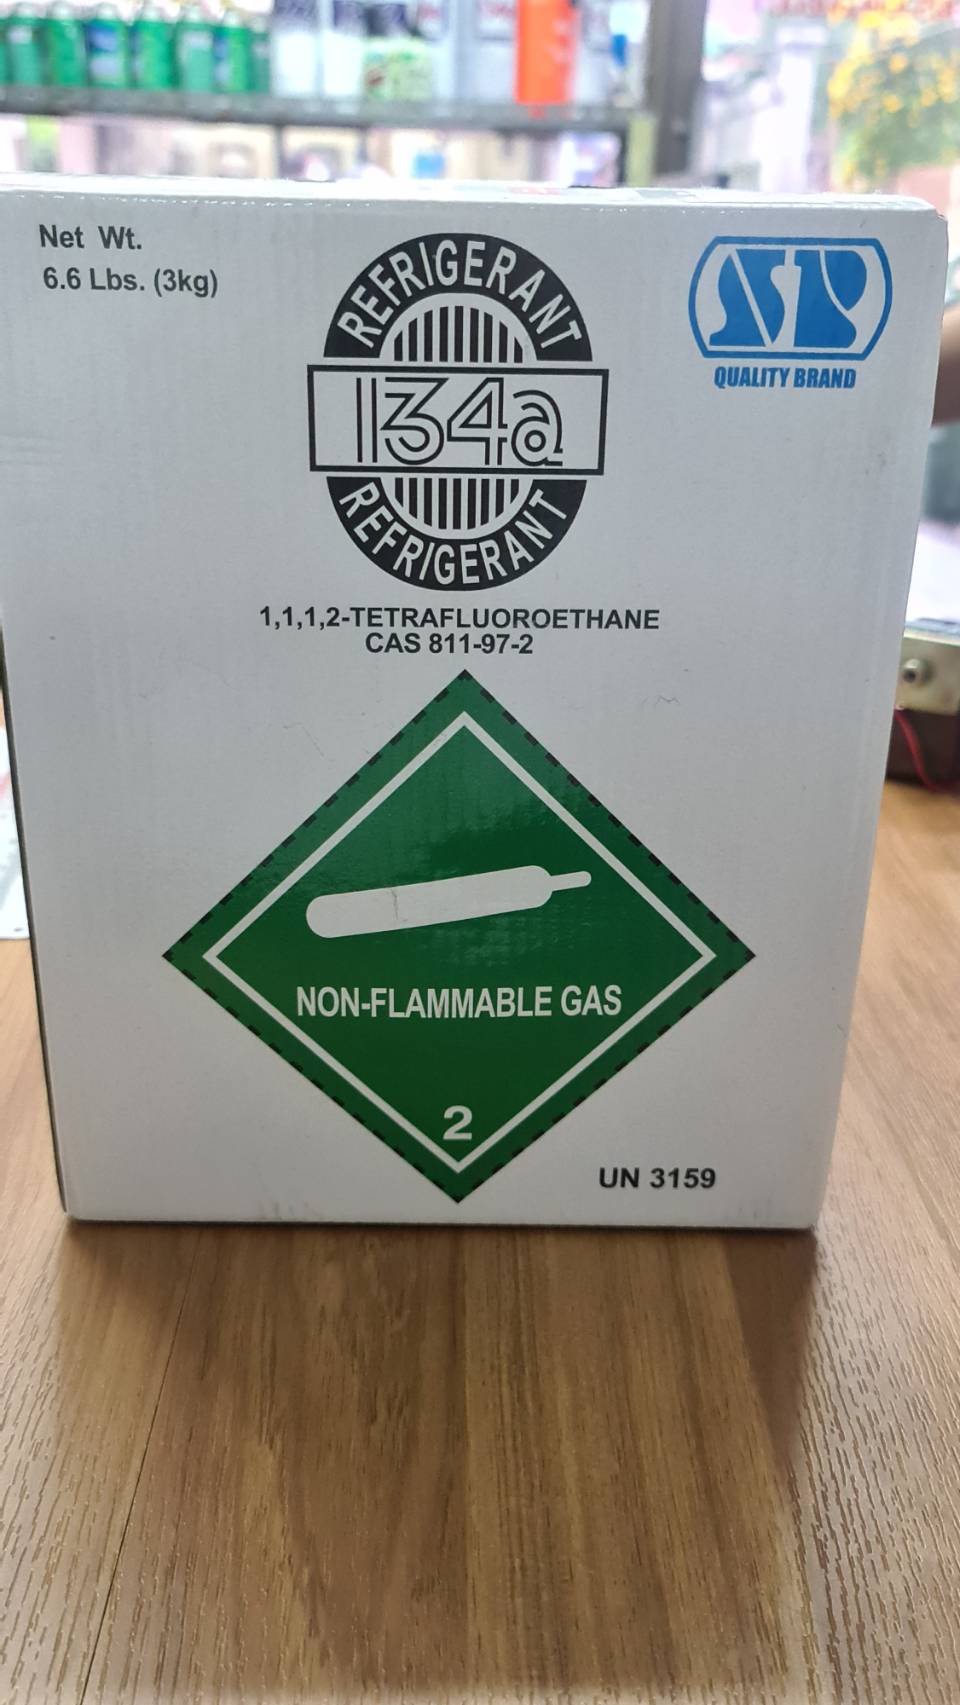 Net Wt.
6.6 Lbs. (3kg)
REFRIGERANT
134a
REFRIGERANT
SP
QUALITY BRAND
1,1,1,2-TETRAFLUOROETHANE
CAS 811-97-2
NON-FLAMMABLE GAS
2
UN 3159